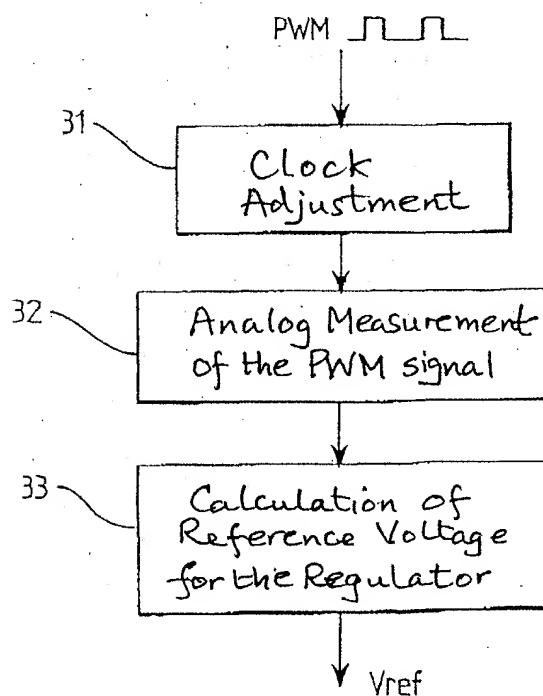 PWM
31
Clock
Adjustment
32
Analog Measurement
of the PWM signal
33
Calculation of
Reference Voltage
for the Regulator
Vref